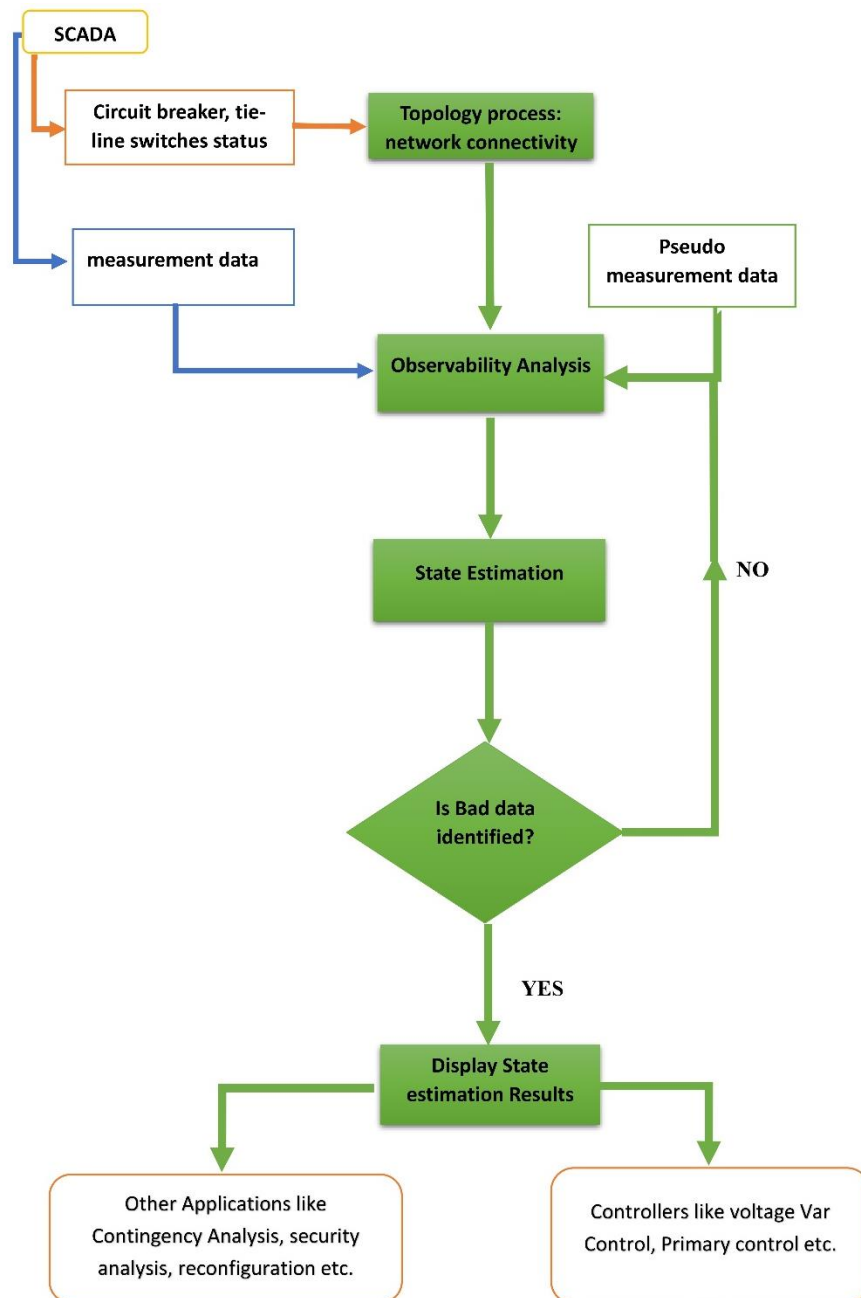 SCADA
Circuit breaker, tie-
line switches status
Topology process:
network connectivity
measurement data
Pseudo
measurement data
Observability Analysis
State Estimation
NO
Is Bad data
identified?
YES
Display State
estimation Results
Other Applications like
Contingency Analysis, security
analysis, reconfiguration etc.
Controllers like voltage Var
Control, Primary control etc.